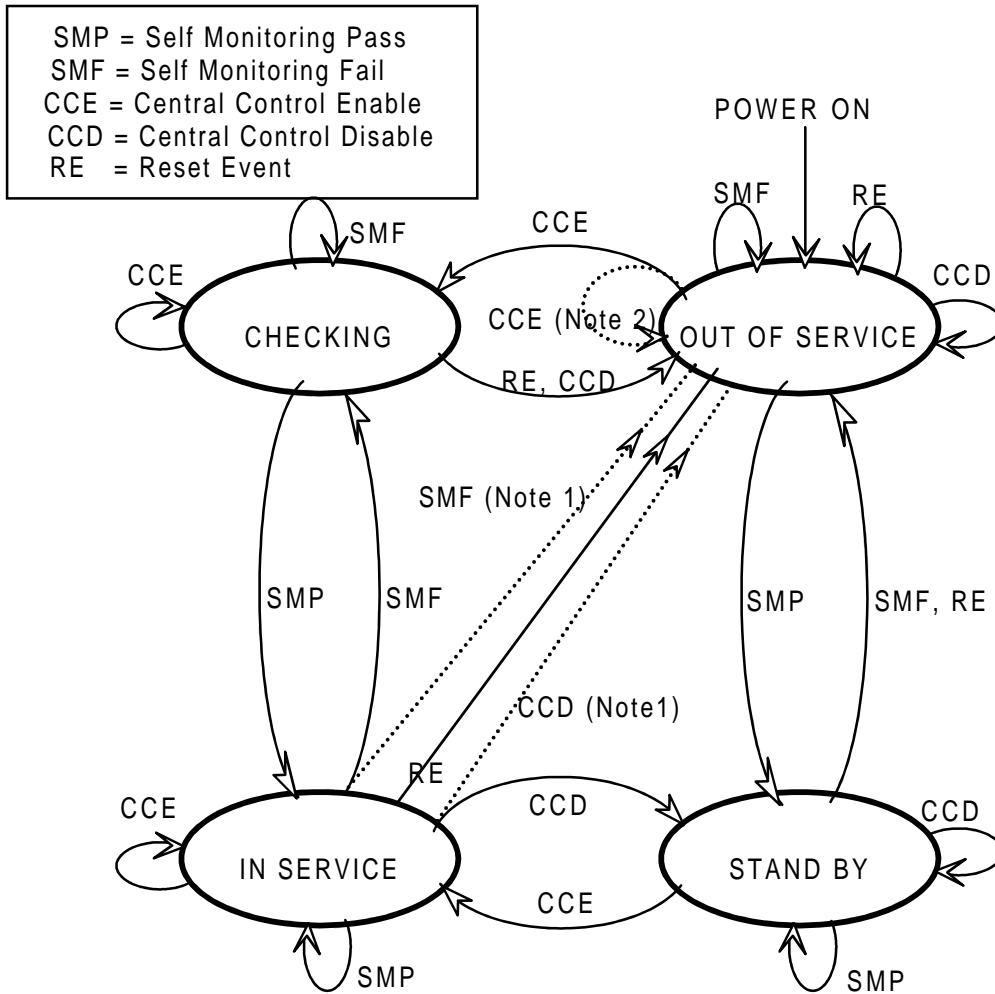 SMP = Self Monitoring Pass
SMF = Self Monitoring Fail
CCE = Central Control Enable
CCD = Central Control Disable
RE = Reset Event
POWER ON
SMF
RE
SMF
CCE
CCE
CCD
CHECKING
CCE (Note 2)
OUT OF SERVICE
RE, CCD
SMF (Note 1)
SMP
SMF
SMP
SMF, RE
CCD (Note1)
RE
CCE
CCD
CCD
IN SERVICE
STAND BY
CCE
SMP
SMP